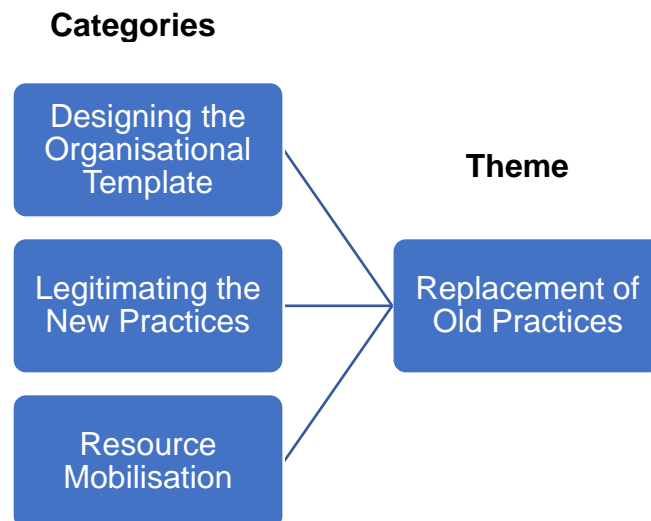 Categories
Designing the
Organisational
Template
Theme
Legitimating the
New Practices
Replacement of
Old Practices
Resource
Mobilisation